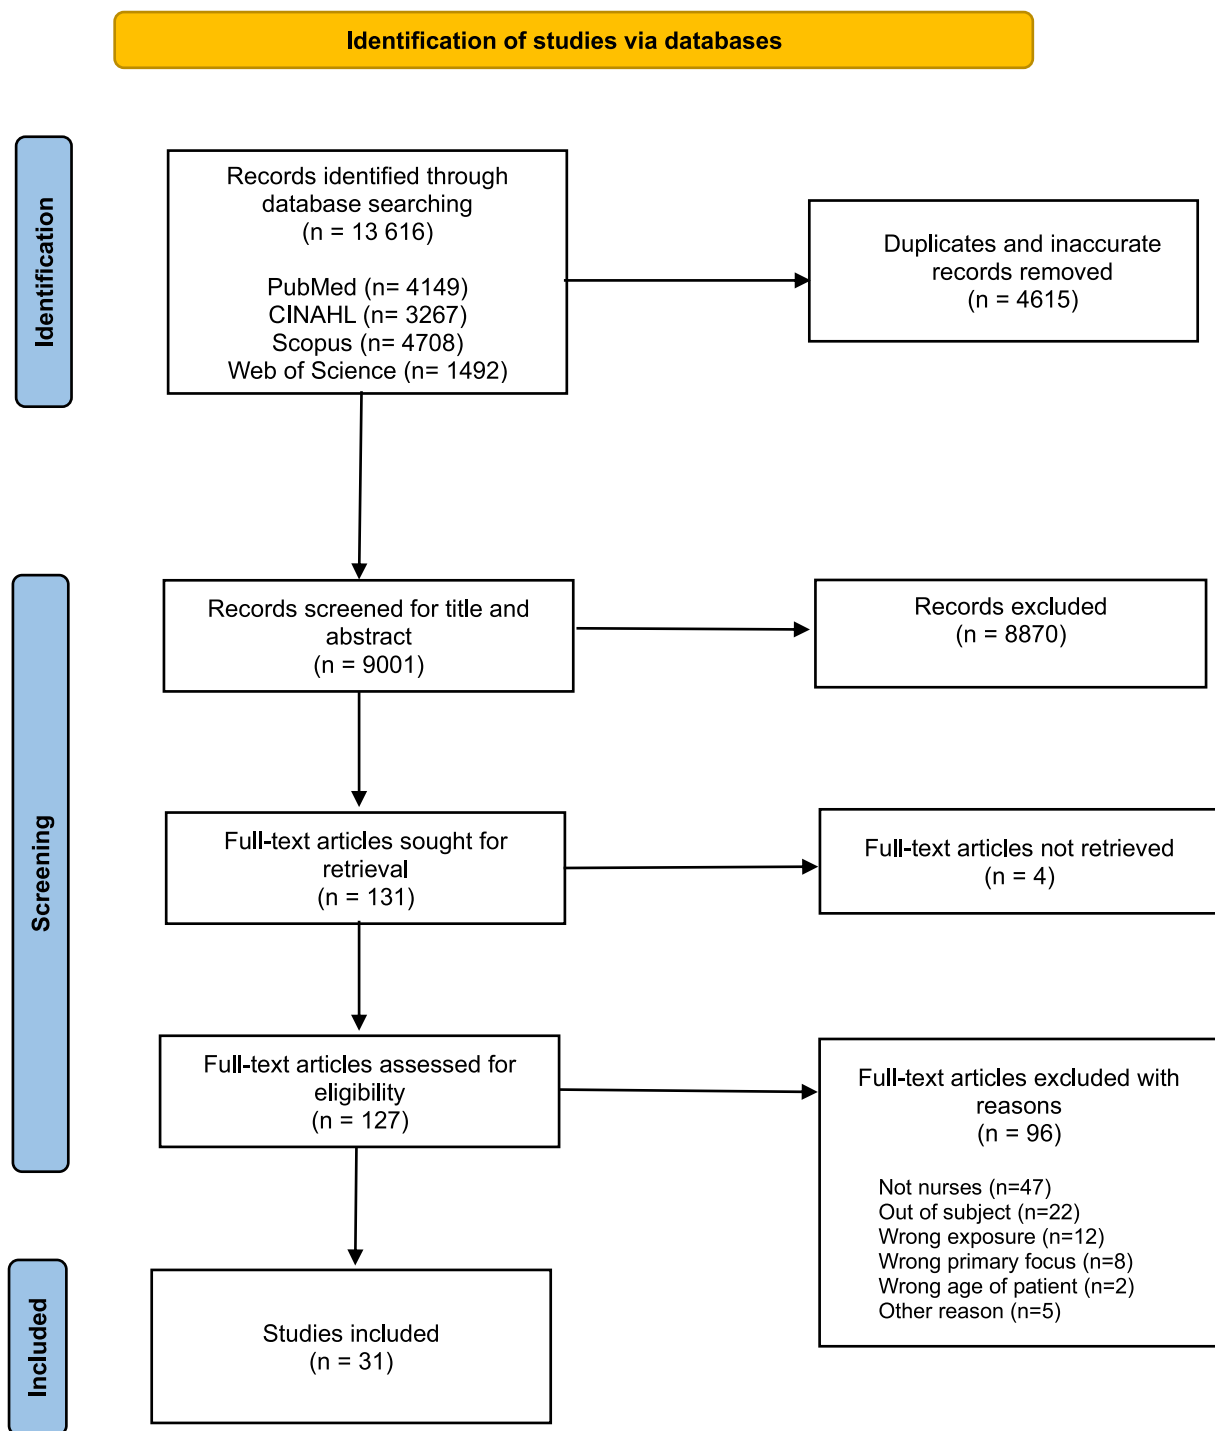 Identification of studies via databases
Identification
Records identified through
database searching
(n = 13 616)
PubMed (n= 4149)
CINAHL (n= 3267)
Scopus (n= 4708)
Web of Science (n= 1492)
Duplicates and inaccurate
records removed
(n = 4615)
Screening
Records screened for title and
abstract
(n = 9001)
Records excluded
(n = 8870)
Full-text articles sought for
retrieval
(n = 131)
Full-text articles not retrieved
(n = 4)
Full-text articles assessed for
eligibility
(n = 127)
Full-text articles excluded with
reasons
(n = 96)
Not nurses (n=47)
Out of subject (n=22)
Wrong exposure (n=12)
Wrong primary focus (n=8)
Wrong age of patient (n=2)
Other reason (n=5)
Included
Studies included
(n = 31)